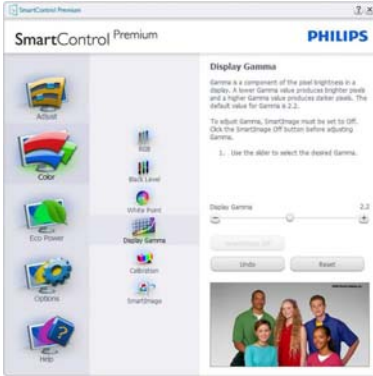 SmartControl Premium
SmartControl Premium
PHILIPS
Adjust
Color
Eco Power
Options
Help
RGB
Black Level
White Point
Display Gamma
Calibration
SmartImage
Display Gamma
Gamma is a component of the pixel brightness in a
display. A lower Gamma value produces brighter pixels
and a higher Gamma value produces darker pixels. The
default value for Gamma is 2.2.
To adjust Gamma, SmartImage must be set to Off.
Click the SmartImage Off button before adjusting
Gamma.
1. Use the slider to select the desired Gamma.
Display Gamma 2.2
SmartImage Off
Undo Reset